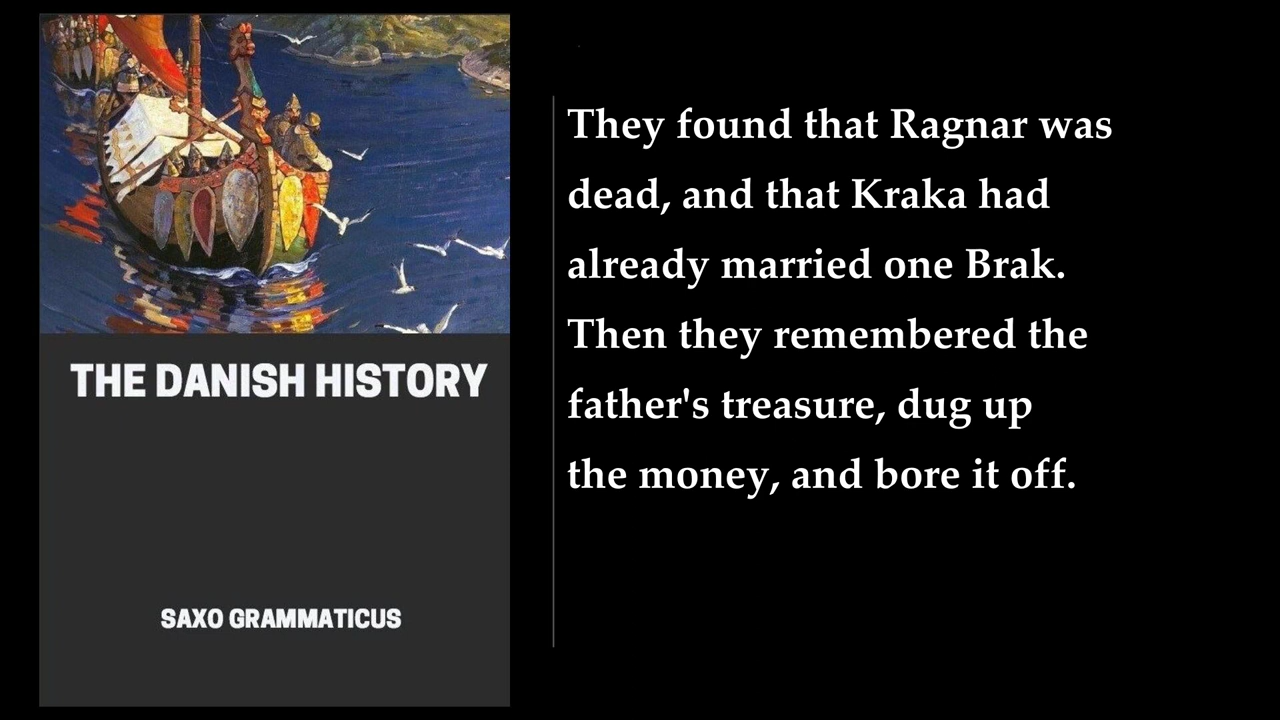 THE DANISH HISTORY
SAXO GRAMMATICUS
They found that Ragnar was
dead, and that Kraka had
already married one Brak.
Then they remembered the
father's treasure, dug up
the money, and bore it off.